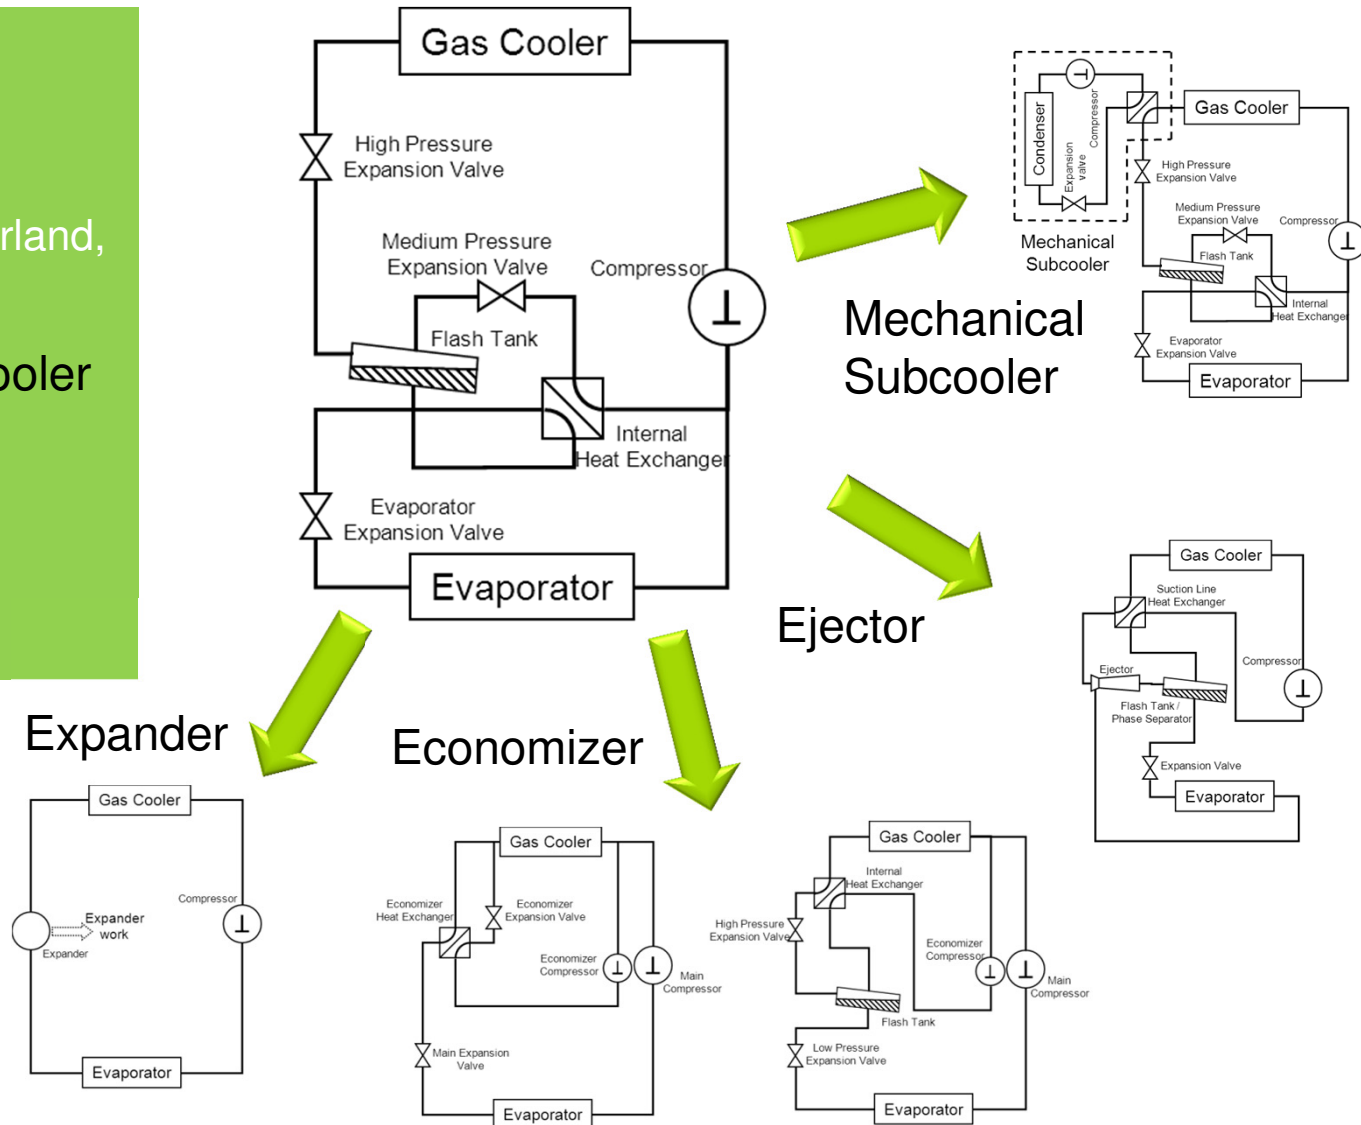 rland,
ooler
Gas Cooler
High Pressure
Expansion Valve
Medium Pressure
Expansion Valve
Compressor
Flash Tank
Internal
Heat Exchanger
Evaporator
Expansion Valve
Evaporator
Mechanical
Subcooler
Condenser
Compressor
Expansion
valve
Mechanical
Subcooler
Gas Cooler
High Pressure
Expansion Valve
Medium Pressure
Expansion Valve
Compressor
Flash Tank
Internal
Heat Exchanger
Evaporator
Expansion Valve
Evaporator
Ejector
Gas Cooler
Suction Line
Heat Exchanger
Compressor
Ejector
Flash Tank /
Phase Separator
Expansion Valve
Evaporator
Expander
Gas Cooler
Compressor
Expander
work
Expander
Evaporator
Economizer
Gas Cooler
Economizer
Heat Exchanger
Economizer
Expansion Valve
Economizer
Compressor
Main
Compressor
Main Expansion
Valve
Evaporator
Gas Cooler
Internal
Heat Exchanger
High Pressure
Expansion Valve
Economizer
Compressor
Main
Compressor
Flash Tank
Low Pressure
Expansion Valve
Evaporator